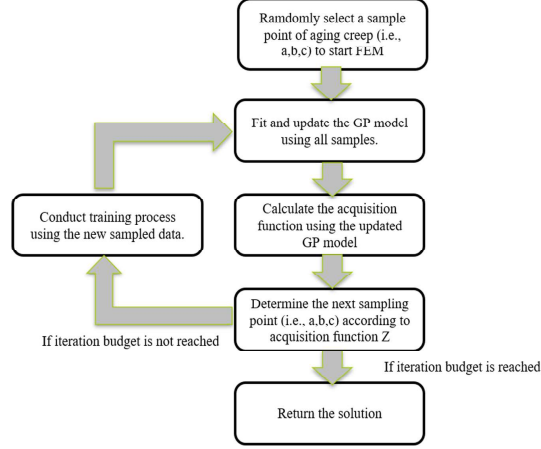 Randomly select a sample
point of aging creep (i.e.,
a,b,c) to start FEM
Fit and update the GP model
using all samples.
Conduct training process
using the new sampled data.
Calculate the acquisition
function using the updated
GP model
Determine the next sampling
point (i.e., a,b,c) according to
acquisition function Z
If iteration budget is not reached
If iteration budget is reached
Return the solution